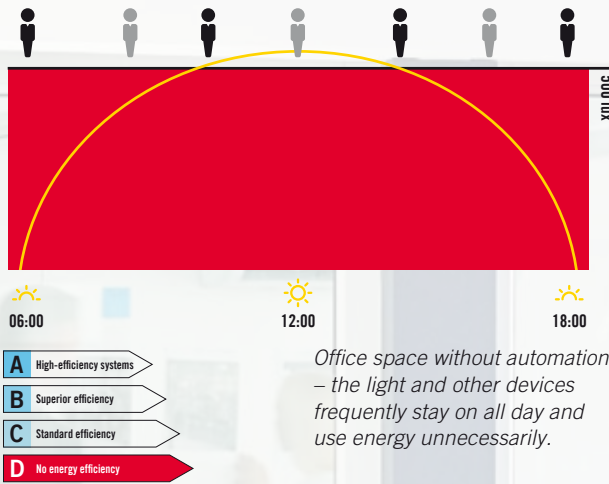 500 lux
06:00
12:00
18:00
A High-efficiency systems
B Superior efficiency
C Standard efficiency
D No energy efficiency
Office space without automation
– the light and other devices
frequently stay on all day and
use energy unnecessarily.